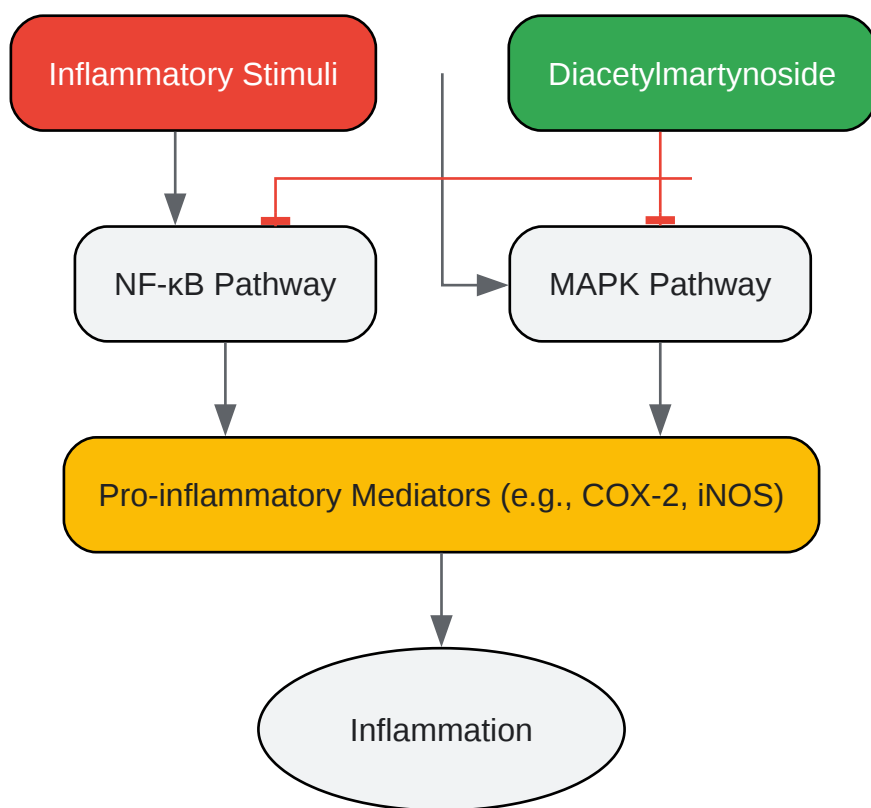 Inflammatory Stimuli
Diacetylmartynoside
NF-κB Pathway
MAPK Pathway
Pro-inflammatory Mediators (e.g., COX-2, iNOS)
Inflammation